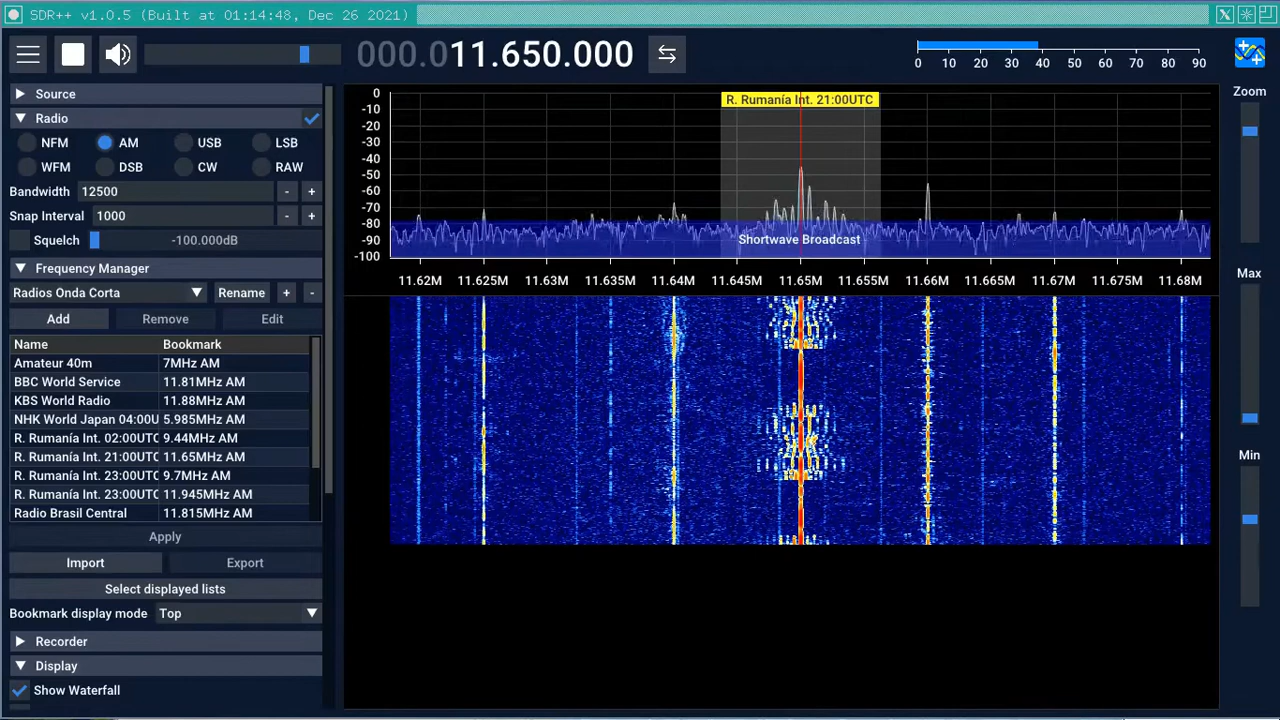 SDR++ v1.0.5 (Built at 01:14:48, Dec 26 2021)
000.011.650.000
0 10 20 30 40 50 60 70 80 90
Source
Radio
NFM AM USB LSB
WFM DSB CW RAW
Bandwidth 12500 - +
Snap Interval 1000 - +
Squelch -100.000dB
Frequency Manager
Radios Onda Corta Rename + -
Add Remove Edit
Name Bookmark
Amateur 40m 7MHz AM
BBC World Service 11.81MHz AM
KBS World Radio 11.88MHz AM
NHK World Japan 04:00U 5.985MHz AM
R. Rumanía Int. 02:00UTC 9.44MHz AM
R. Rumanía Int. 21:00UTC 11.65MHz AM
R. Rumanía Int. 23:00UTC 9.7MHz AM
R. Rumanía Int. 23:00UTC 11.945MHz AM
Radio Brasil Central 11.815MHz AM
Apply
Import Export
Select displayed lists
Bookmark display mode Top
Recorder
Display
Show Waterfall
R. Rumanía Int. 21:00UTC
0
-10
-20
-30
-40
-50
-60
-70
-80
-90
-100
Shortwave Broadcast
11.62M 11.625M 11.63M 11.635M 11.64M 11.645M 11.65M 11.655M 11.66M 11.665M 11.67M 11.675M 11.68M
Zoom
Max
Min